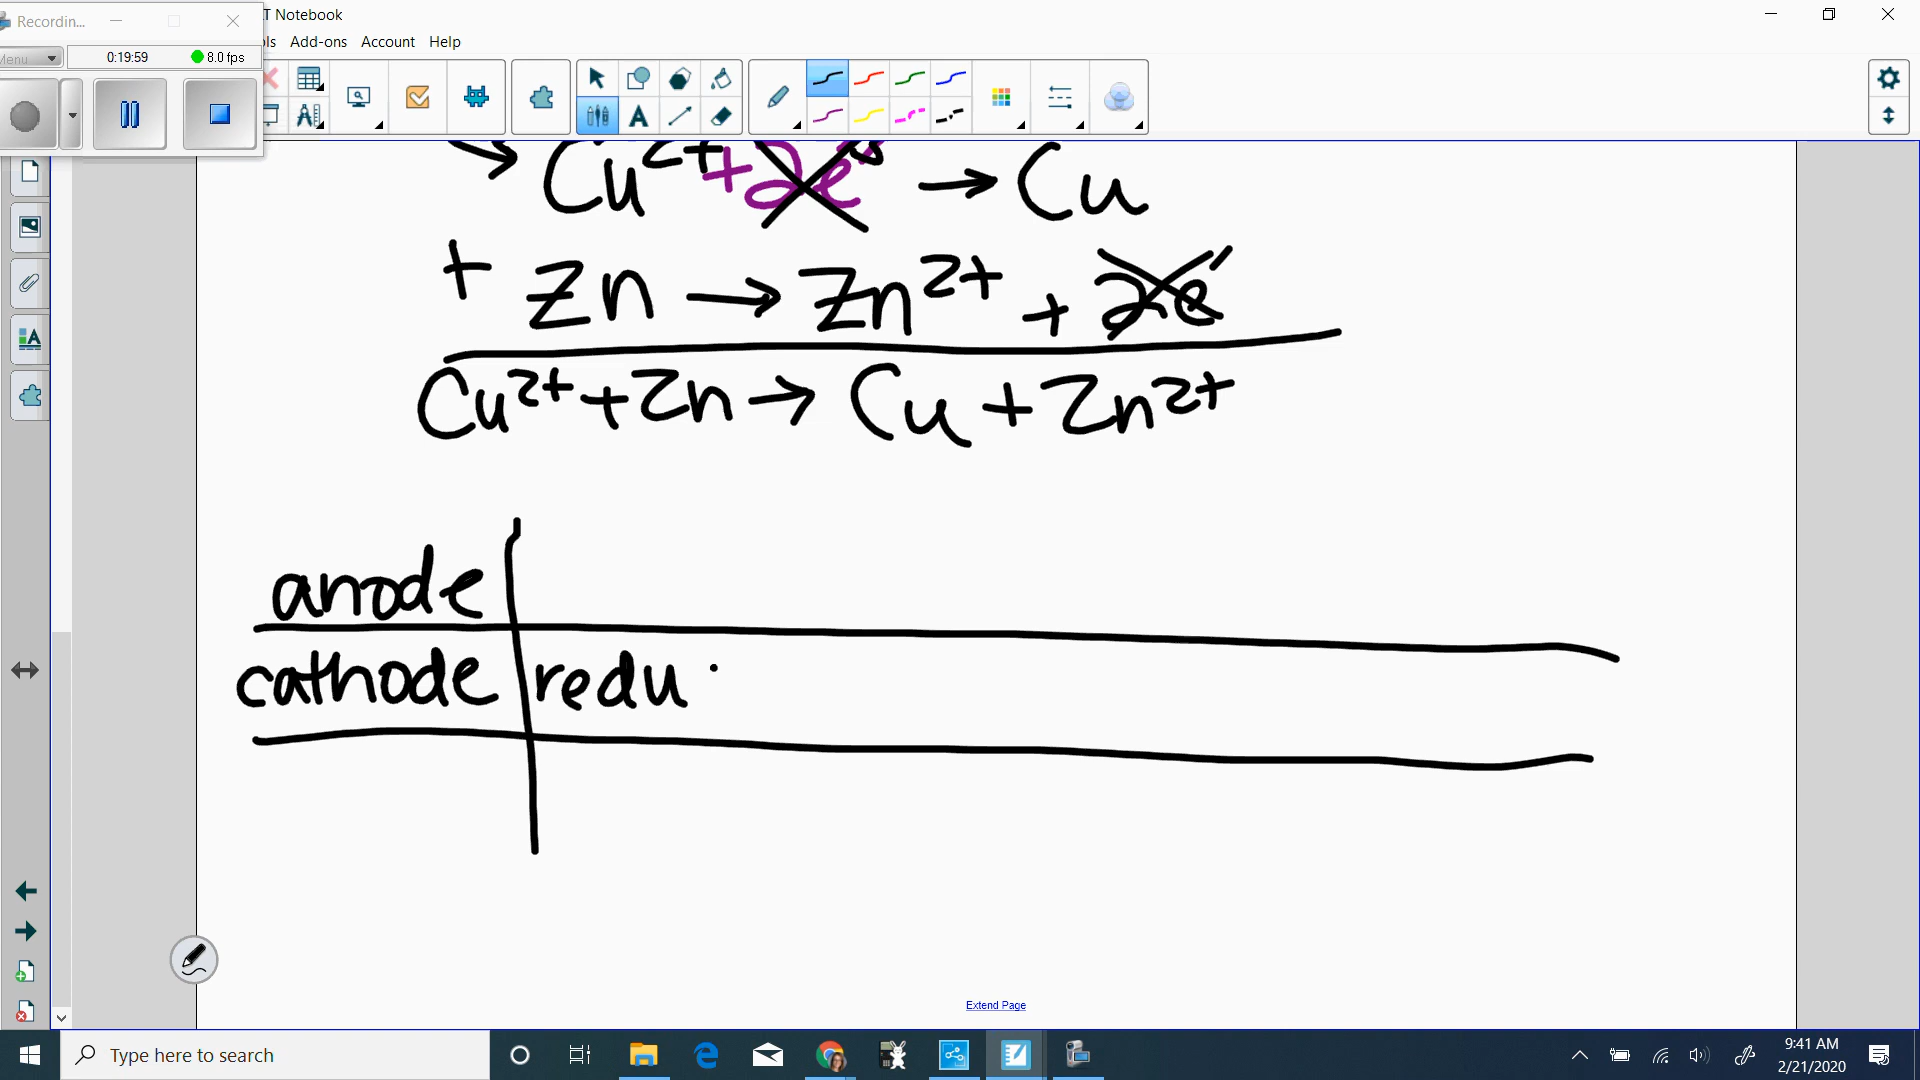 Recordin...
T Notebook
Menu
0:19:59
8.0 fps
ls Add-ons Account Help
Cu²⁺ + 2e → Cu
+ Zn → Zn²⁺ + 2e⁻
Cu²⁺ + Zn → Cu + Zn²⁺
anode
cathode redu
Extend Page
Type here to search
9:41 AM
2/21/2020